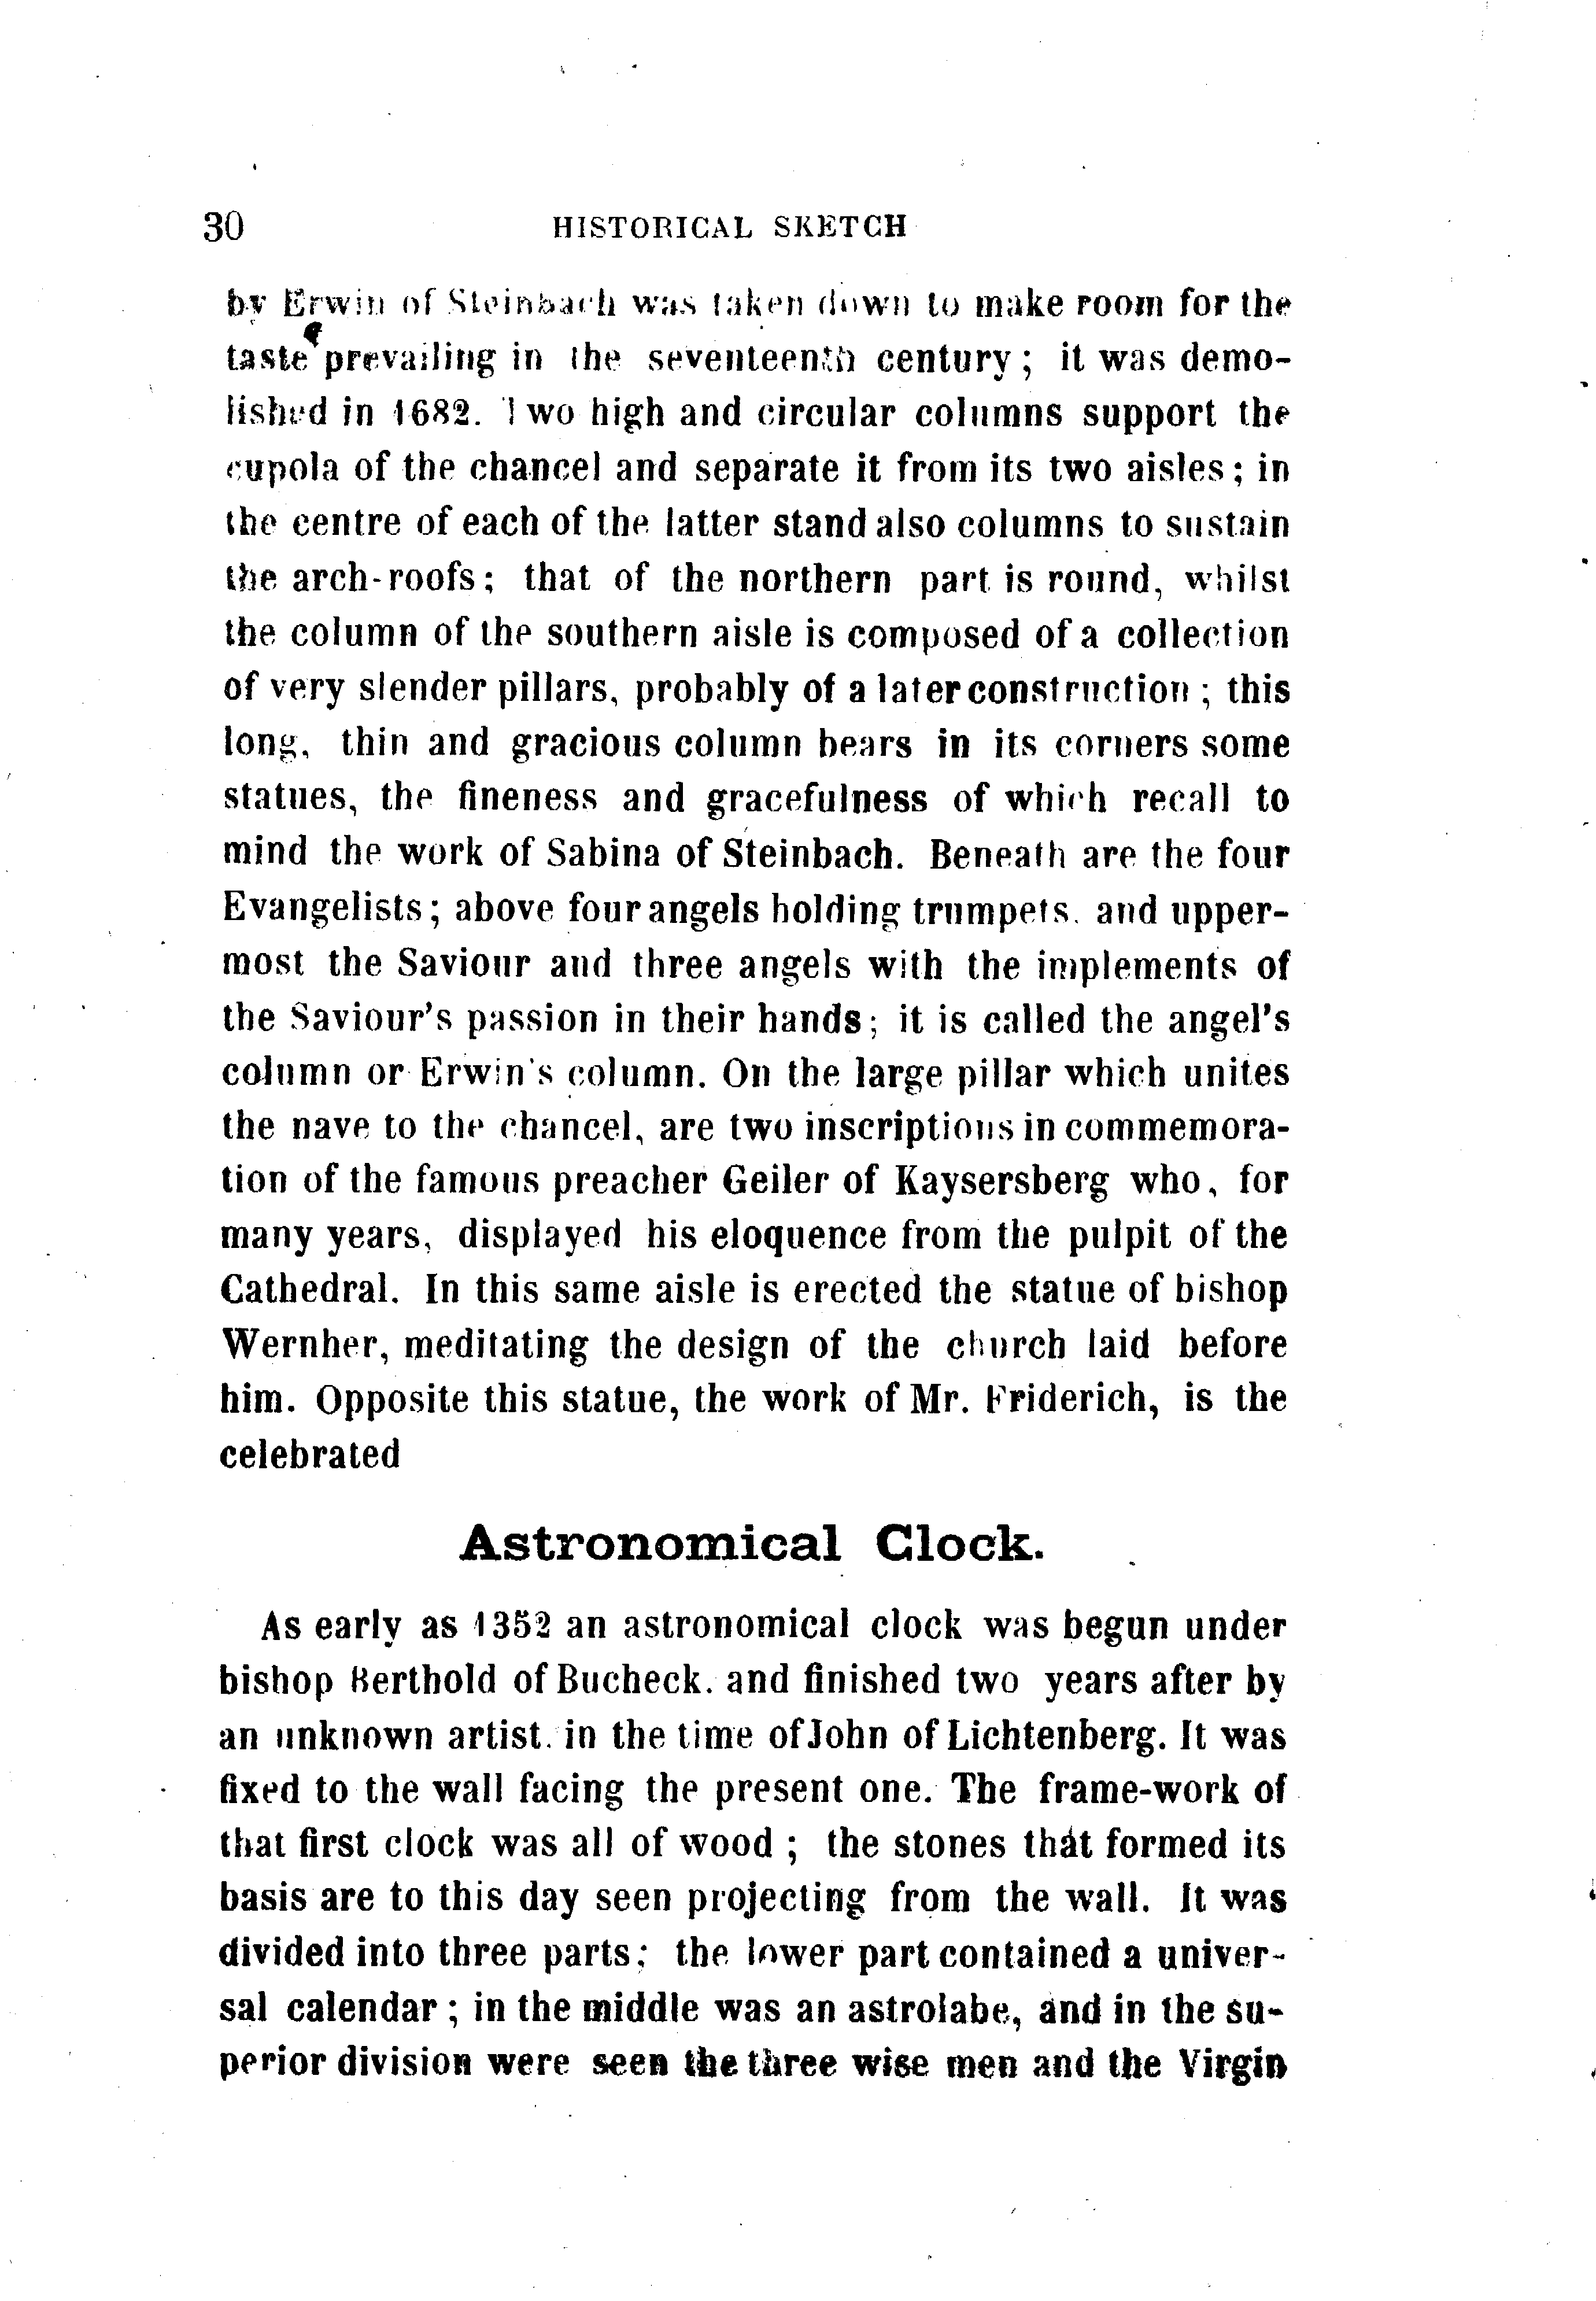 30 HISTORICAL SKETCH
by Erwin of Steinbach was taken down to make room for the
taste prevailing in the seventeenth century; it was demo-
lished in 1682. Two high and circular columns support the
cupola of the chancel and separate it from its two aisles; in
the centre of each of the latter stand also columns to sustain
the arch-roofs; that of the northern part is round, whilst
the column of the southern aisle is composed of a collection
of very slender pillars, probably of a later construction; this
long, thin and gracious column bears in its corners some
statues, the fineness and gracefulness of which recall to
mind the work of Sabina of Steinbach. Beneath are the four
Evangelists; above four angels holding trumpets. and upper-
most the Saviour and three angels with the implements of
the Saviour's passion in their hands; it is called the angel's
column or Erwin's column. On the large pillar which unites
the nave to the chancel, are two inscriptions in commemora-
tion of the famous preacher Geiler of Kaysersberg who, for
many years, displayed his eloquence from the pulpit of the
Cathedral. In this same aisle is erected the statue of bishop
Wernher, meditating the design of the church laid before
him. Opposite this statue, the work of Mr. Friderich, is the
celebrated
Astronomical Clock.
As early as 1352 an astronomical clock was begun under
bishop Berthold of Bucheck. and finished two years after by
an unknown artist. in the time of John of Lichtenberg. It was
fixed to the wall facing the present one. The frame-work of
that first clock was all of wood; the stones that formed its
basis are to this day seen projecting from the wall. It was
divided into three parts; the lower part contained a univer-
sal calendar; in the middle was an astrolabe, and in the su-
perior division were seen the three wise men and the Virgin